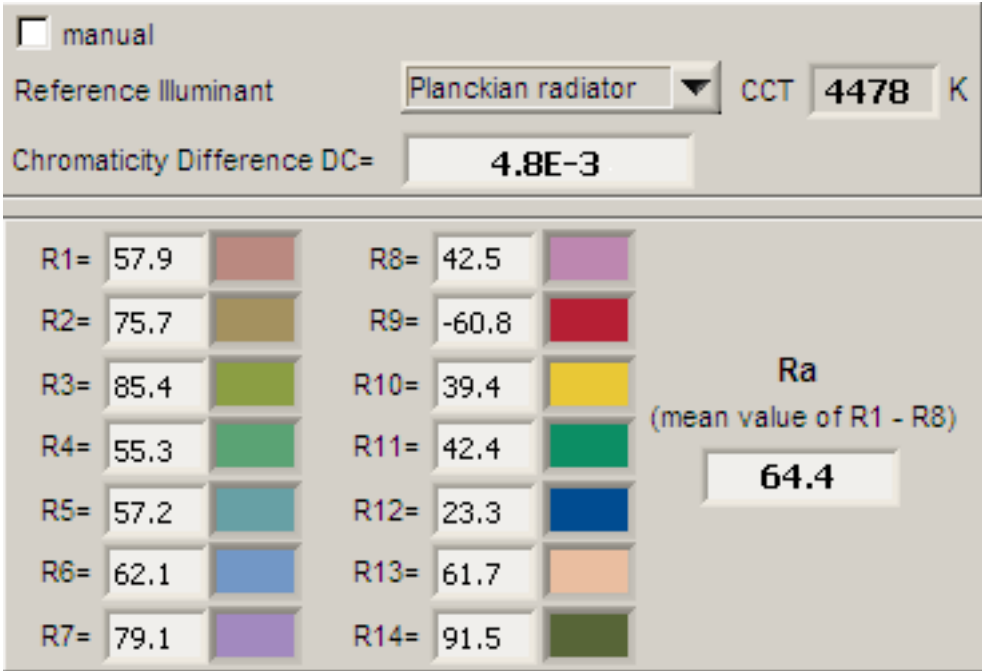 manual
Reference Illuminant Planckian radiator CCT 4478 K
Chromaticity Difference DC= 4.8E-3
R1= 57.9 R8= 42.5
R2= 75.7 R9= -60.8
R3= 85.4 R10= 39.4
R4= 55.3 R11= 42.4
R5= 57.2 R12= 23.3
R6= 62.1 R13= 61.7
R7= 79.1 R14= 91.5
Ra
(mean value of R1 - R8)
64.4